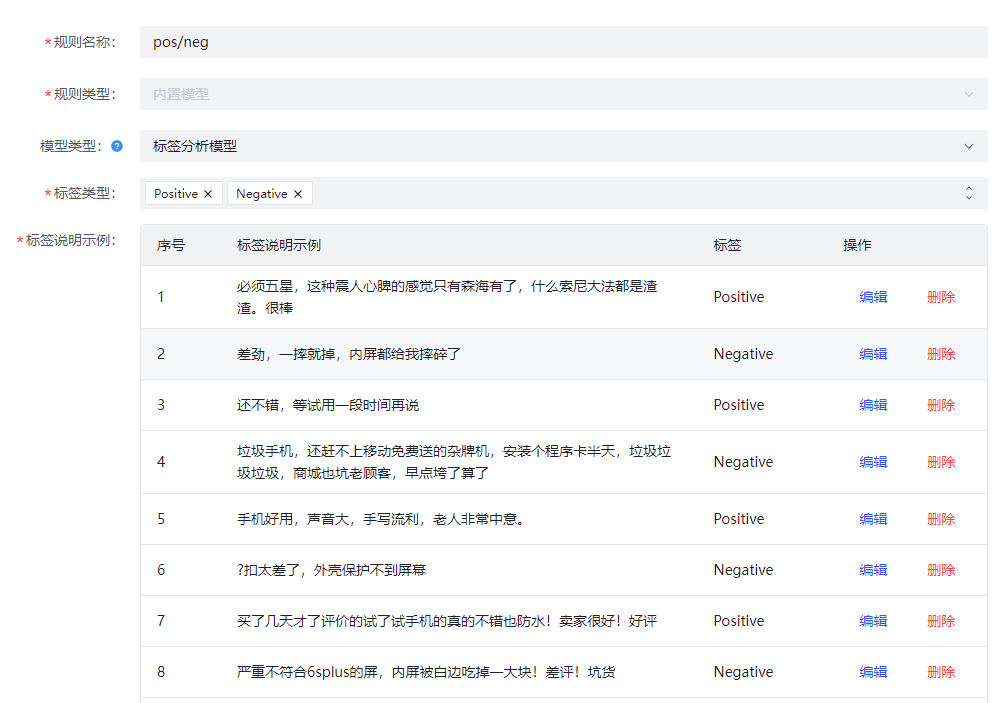 *规则名称： pos/neg
*规则类型： 内置模型
模型类型： ? 标签分析模型
*标签类型： Positive × Negative ×
*标签说明示例：
序号 标签说明示例 标签 操作
1 必须五星，这种震人心脾的感觉只有森海有了，什么索尼大法都是渣 Positive 编辑 删除
渣。很棒
2 差劲，一摔就掉，内屏都给我摔碎了 Negative 编辑 删除
3 还不错，等试用一段时间再说 Positive 编辑 删除
4 垃圾手机，还赶不上移动免费送的杂牌机，安装个程序卡半天，垃圾垃 Negative 编辑 删除
圾垃圾，商城也坑老顾客，早点垮了算了
5 手机好用，声音大，手写流利，老人非常中意。 Positive 编辑 删除
6 ?扣太差了，外壳保护不到屏幕 Negative 编辑 删除
7 买了几天才了评价的试了试手机的真的不错也防水！卖家很好！好评 Positive 编辑 删除
8 严重不符合6splus的屏，内屏被白边吃掉一大块！差评！坑货 Negative 编辑 删除